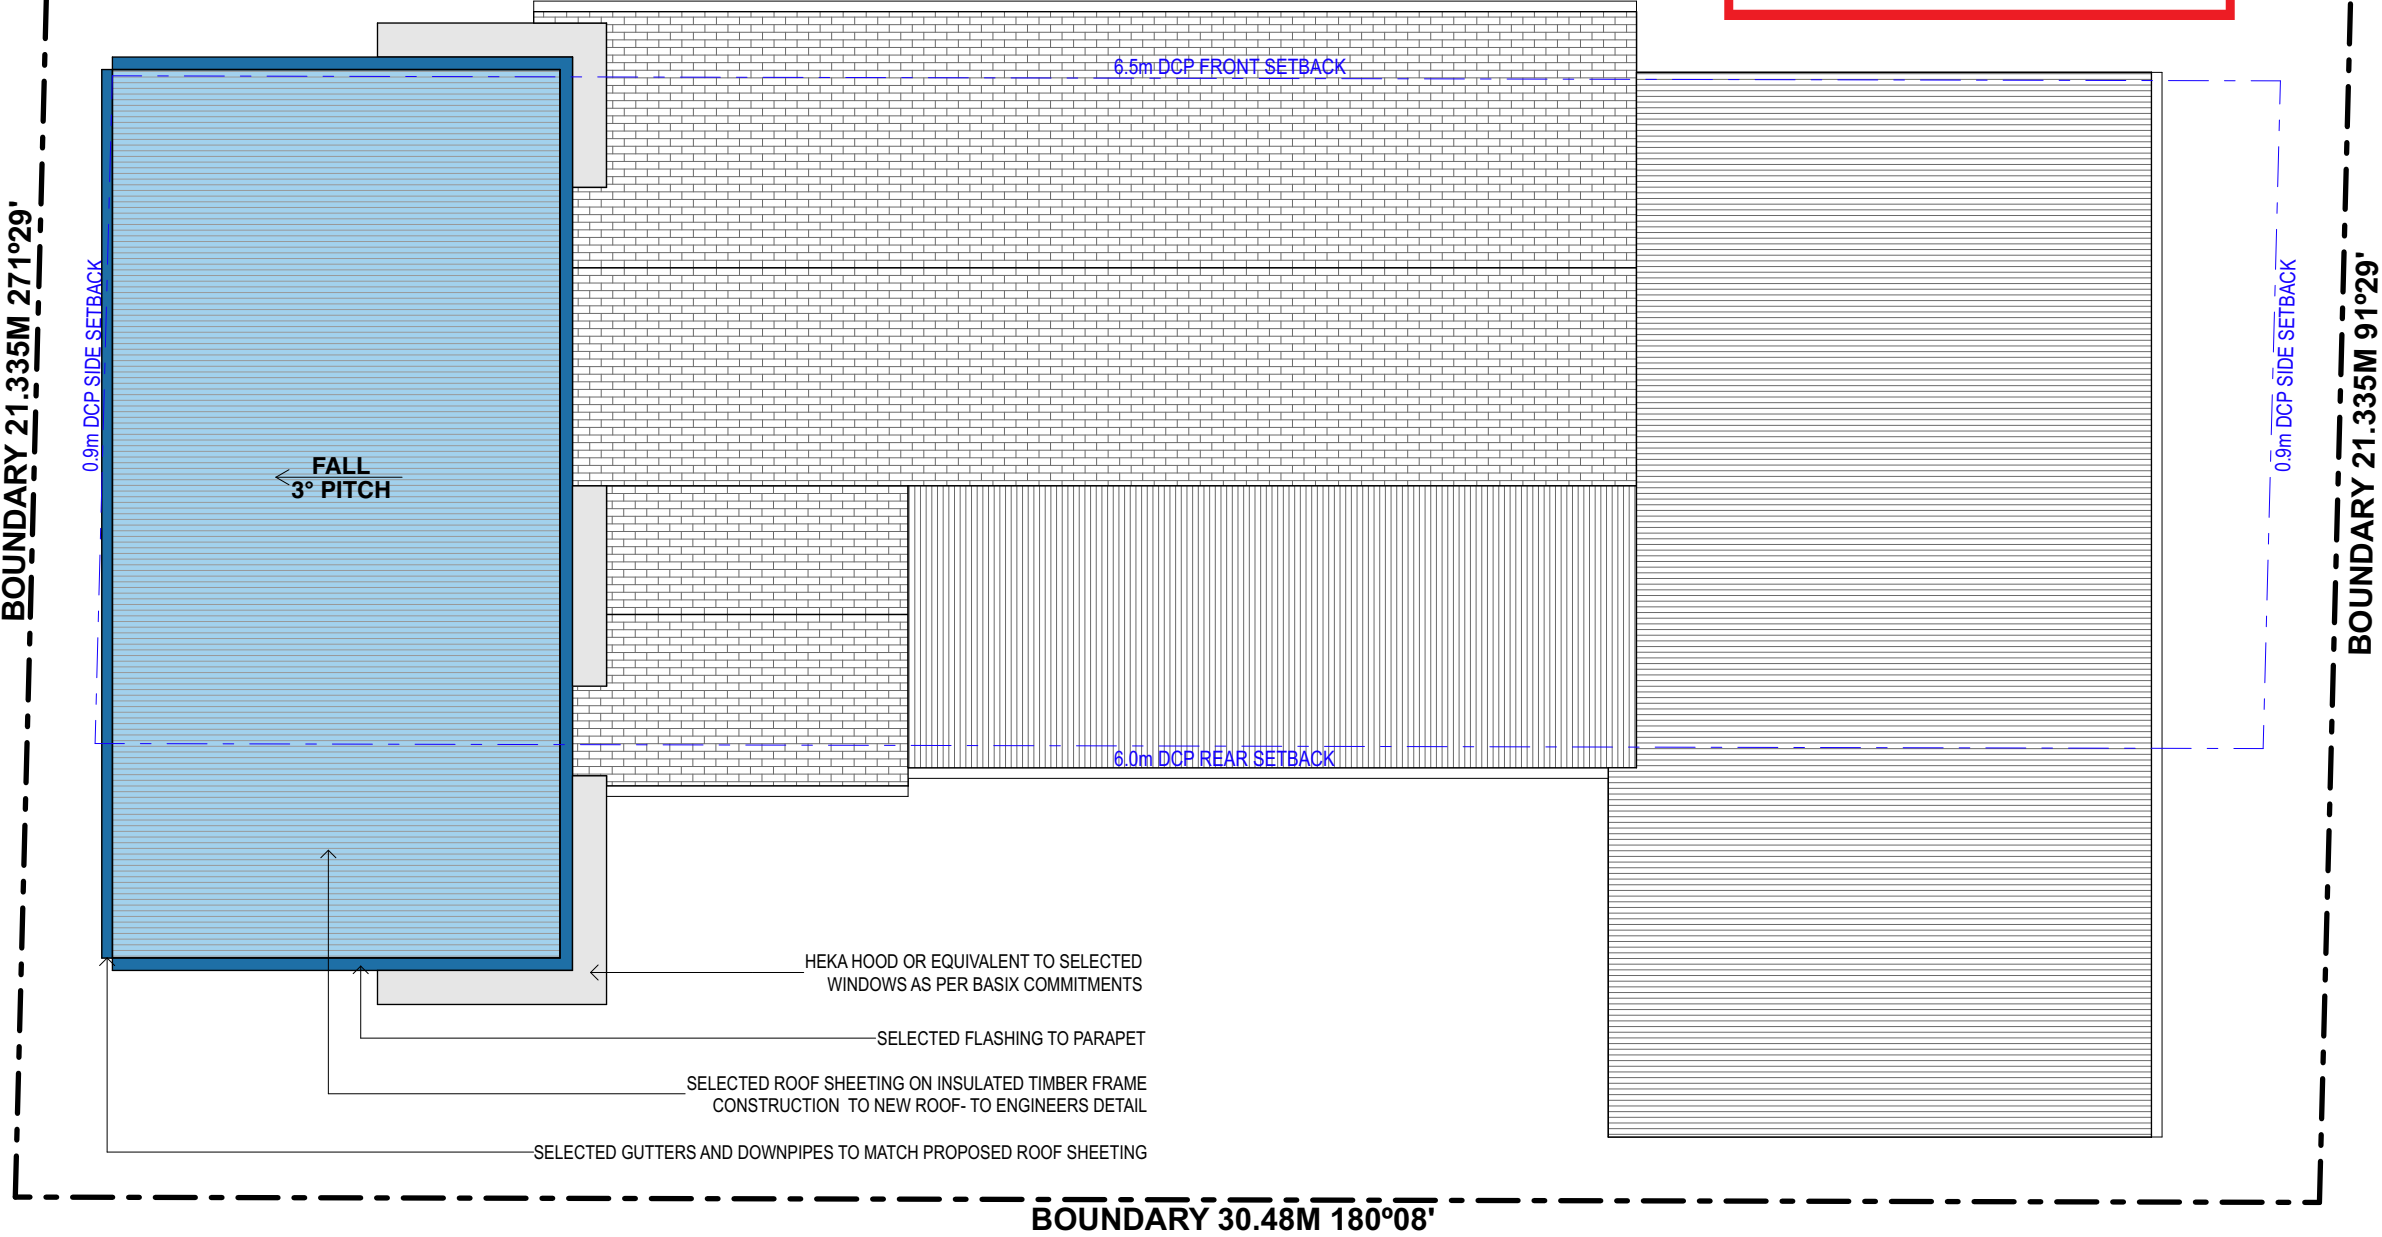 6.5m DCP FRONT SETBACK
BOUNDARY 21.335M 271º29'
0.9m DCP SIDE SETBACK
FALL
3° PITCH
0.9m DCP SIDE SETBACK
BOUNDARY 21.335M 91º29'
6.0m DCP REAR SETBACK
HEKA HOOD OR EQUIVALENT TO SELECTED
WINDOWS AS PER BASIX COMMITMENTS
SELECTED FLASHING TO PARAPET
SELECTED ROOF SHEETING ON INSULATED TIMBER FRAME
CONSTRUCTION TO NEW ROOF- TO ENGINEERS DETAIL
SELECTED GUTTERS AND DOWNPIPES TO MATCH PROPOSED ROOF SHEETING
BOUNDARY 30.48M 180º08'